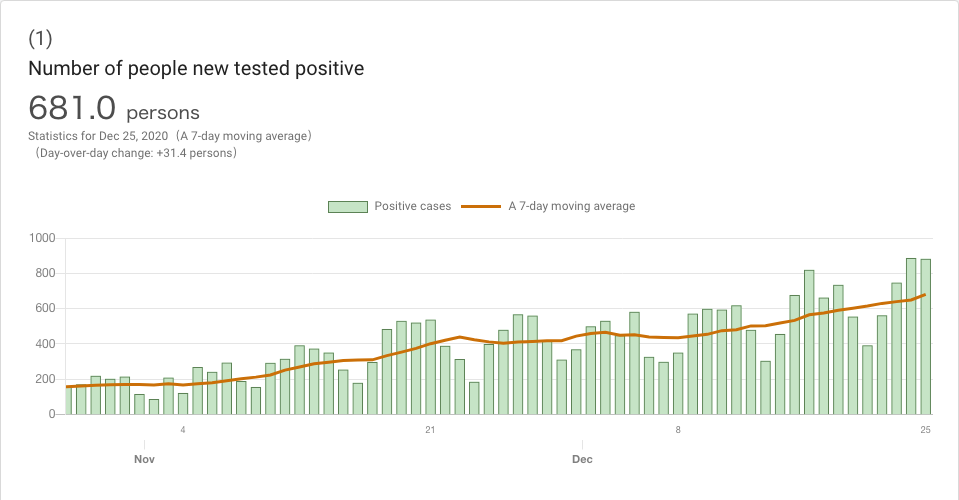 (1)
Number of people new tested positive
681.0 persons
Statistics for Dec 25, 2020（A 7-day moving average）
（Day-over-day change: +31.4 persons）
Positive cases A 7-day moving average
1000
800
600
400
200
0
4 21 8 25
Nov Dec